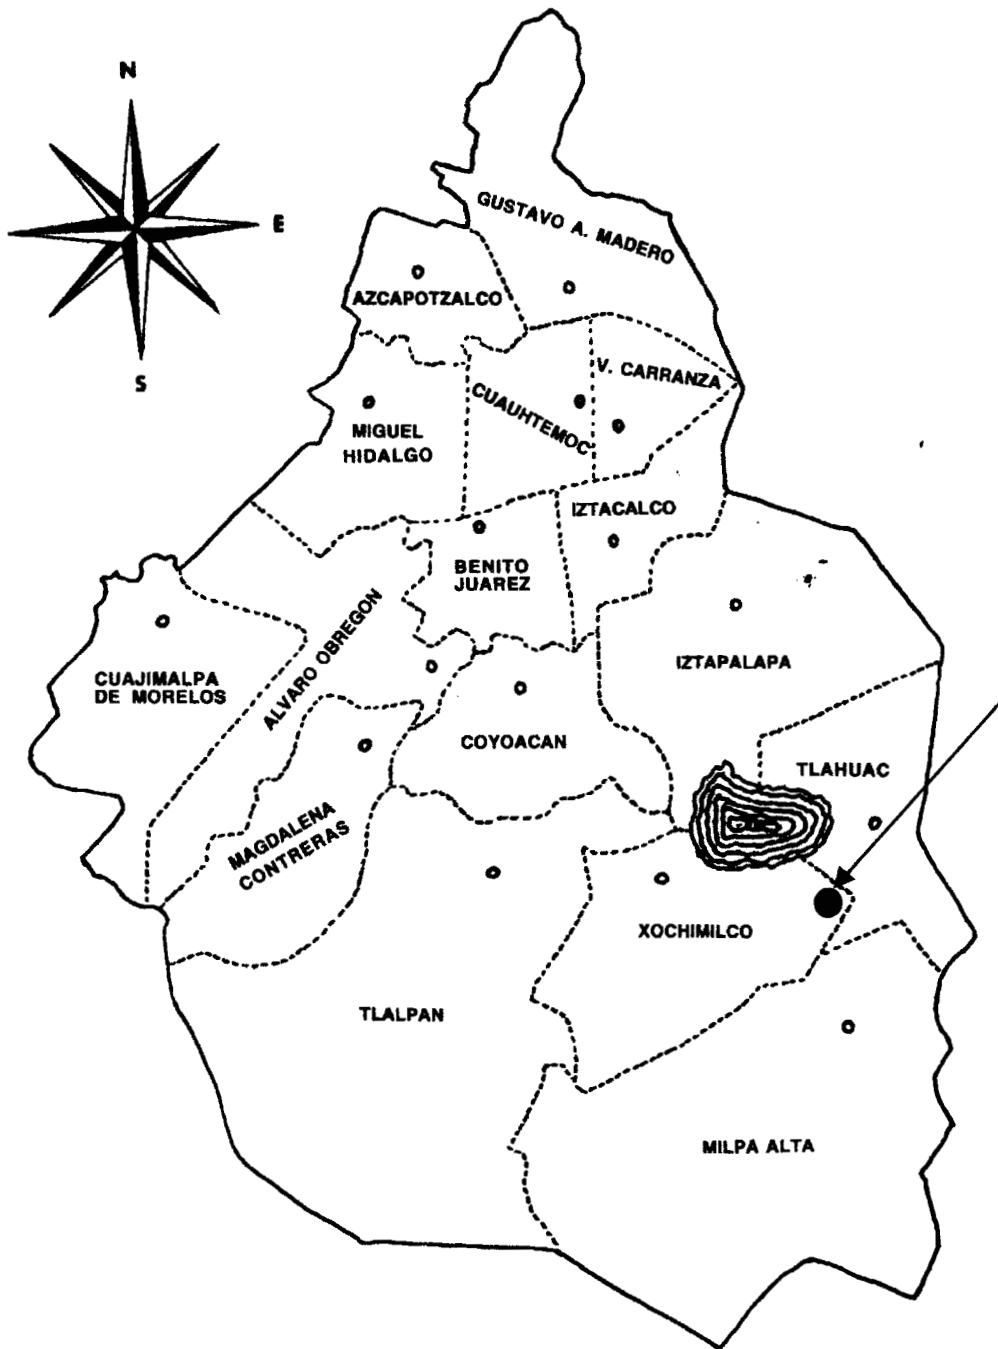 N
E
S
GUSTAVO A. MADERO
AZCAPOTZALCO
V. CARRANZA
CUAUHTEMOC
MIGUEL
HIDALGO
IZTACALCO
BENITO
JUAREZ
ALVARO OBREGON
IZTAPALAPA
CUAJIMALPA
DE MORELOS
COYOACAN
TLAHUAC
MAGDALENA
CONTRERAS
XOCHIMILCO
TLALPAN
MILPA ALTA